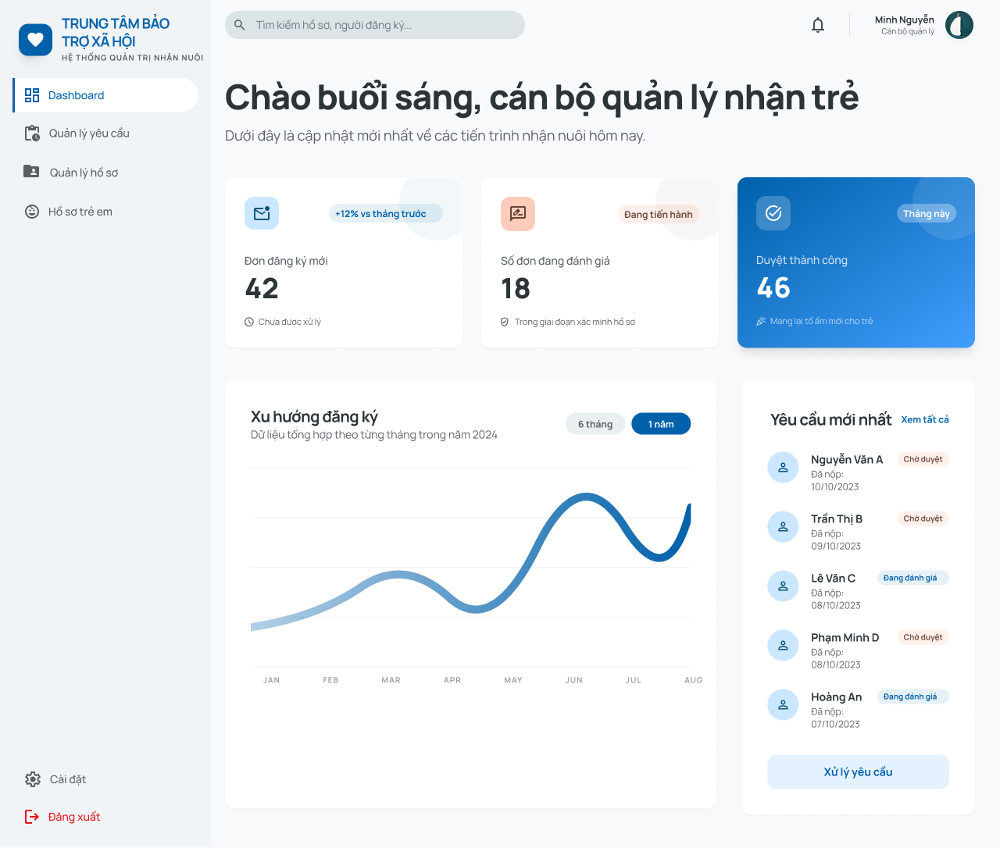 TRUNG TÂM BẢO
TRỢ XÃ HỘI
HỆ THỐNG QUẢN TRỊ NHẬN NUÔI
Dashboard
Quản lý yêu cầu
Quản lý hồ sơ
Hồ sơ trẻ em
Cài đặt
Đăng xuất
Tìm kiếm hồ sơ, người đăng ký...
Minh Nguyễn
Cán bộ quản lý
Chào buổi sáng, cán bộ quản lý nhận trẻ
Dưới đây là cập nhật mới nhất về các tiến trình nhận nuôi hôm nay.
+12% vs tháng trước
Đơn đăng ký mới
42
Chưa được xử lý
Đang tiến hành
Số đơn đang đánh giá
18
Trong giai đoạn xác minh hồ sơ
Tháng này
Duyệt thành công
46
Mang lại tổ ấm mới cho trẻ
Xu hướng đăng ký
Dữ liệu tổng hợp theo từng tháng trong năm 2024
6 tháng
1 năm
JAN FEB MAR APR MAY JUN JUL AUG
Yêu cầu mới nhất
Xem tất cả
Nguyễn Văn A
Chờ duyệt
Đã nộp:
10/10/2023
Trần Thị B
Chờ duyệt
Đã nộp:
09/10/2023
Lê Văn C
Đang đánh giá
Đã nộp:
08/10/2023
Phạm Minh D
Chờ duyệt
Đã nộp:
08/10/2023
Hoàng An
Đang đánh giá
Đã nộp:
07/10/2023
Xử lý yêu cầu